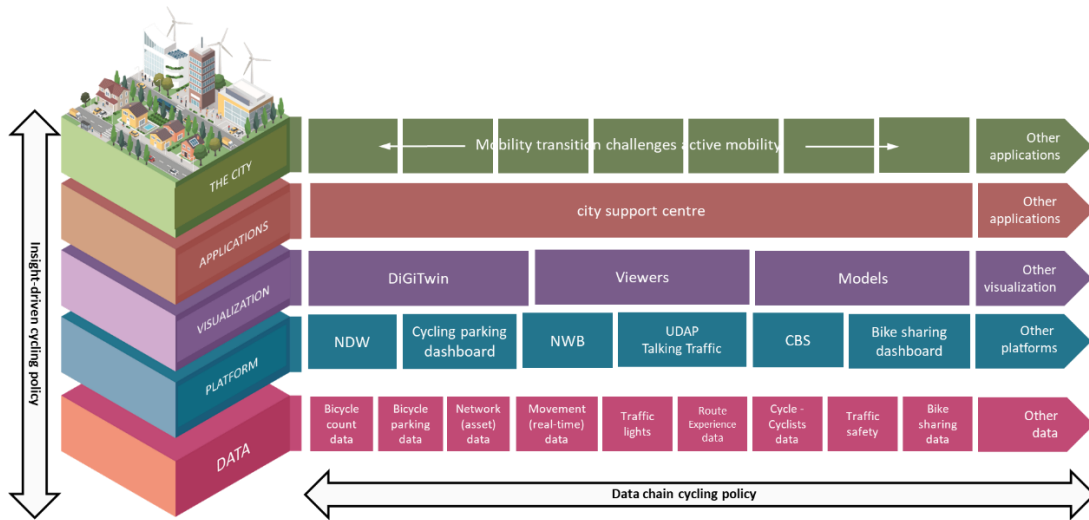 Insight-driven cycling policy
THE CITY
Mobility transition challenges active mobility
Other
applications
APPLICATIONS
city support centre
Other
applications
VISUALIZATION
DiGiTwin
Viewers
Models
Other
visualization
PLATFORM
NDW
Cycling parking
dashboard
NWB
UDAP
Talking Traffic
CBS
Bike sharing
dashboard
Other
platforms
DATA
Bicycle
count
data
Bicycle
parking
data
Network
(asset)
data
Movement
(real-time)
data
Traffic
lights
Route
Experience
data
Cycle -
Cyclists
data
Traffic
safety
Bike
sharing
data
Other
data
Data chain cycling policy